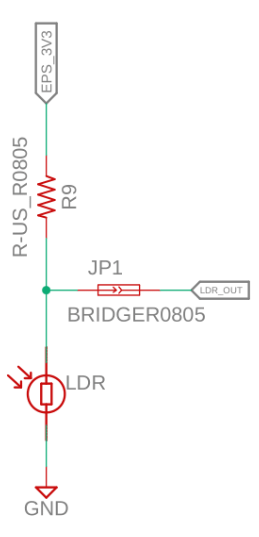 EPS_3V3
R-US_R0805
R9
JP1
LDR_OUT
BRIDGER0805
LDR
GND